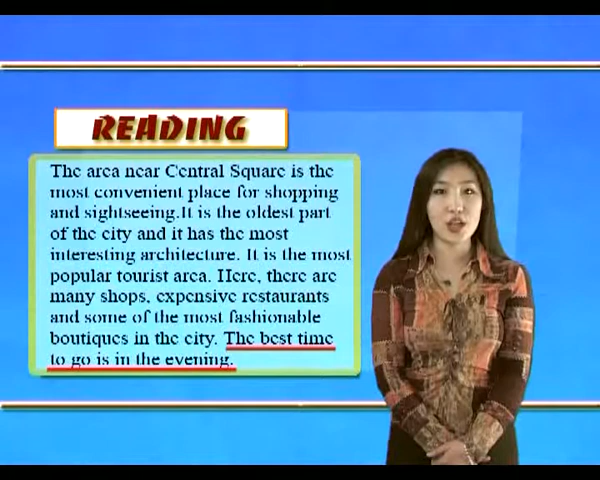 READING
The area near Central Square is the
most convenient place for shopping
and sightseeing.It is the oldest part
of the city and it has the most
interesting architecture. It is the most
popular tourist area. Here, there are
many shops, expensive restaurants
and some of the most fashionable
boutiques in the city. The best time
to go is in the evening.